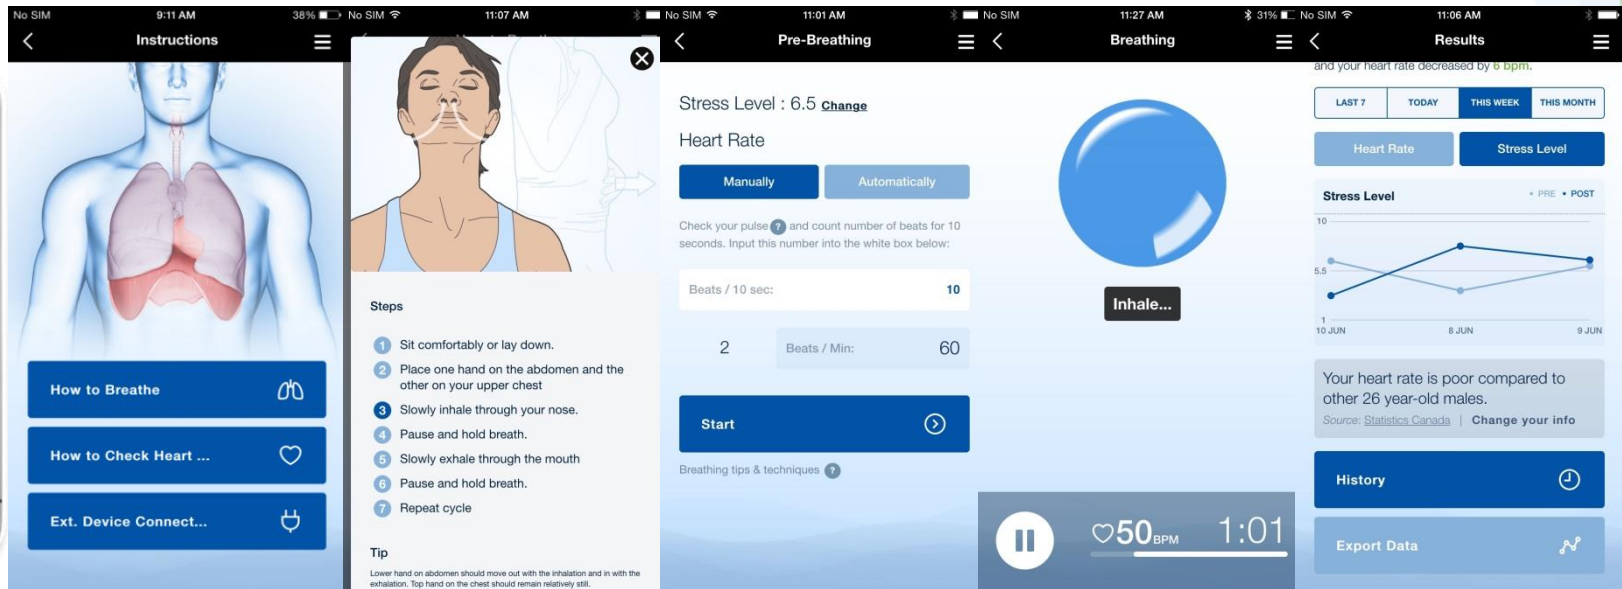 No SIM 9:11 AM 38%
Instructions
How to Breathe
How to Check Heart ...
Ext. Device Connect...
No SIM 11:07 AM
Steps
1 Sit comfortably or lay down.
2 Place one hand on the abdomen and the
other on your upper chest
3 Slowly inhale through your nose.
4 Pause and hold breath.
5 Slowly exhale through the mouth
6 Pause and hold breath.
7 Repeat cycle
Tip
Lower hand on abdomen should move out with the inhalation and in with the
exhalation. Top hand on the chest should remain relatively still.
No SIM 11:01 AM
Pre-Breathing
Stress Level : 6.5 Change
Heart Rate
Manually Automatically
Check your pulse ? and count number of beats for 10
seconds. Input this number into the white box below:
Beats / 10 sec: 10
2 Beats / Min: 60
Start
Breathing tips & techniques ?
No SIM 11:27 AM 31%
Breathing
Inhale...
50 BPM 1:01
No SIM 11:06 AM
Results
and your heart rate decreased by 6 bpm.
LAST 7 TODAY THIS WEEK THIS MONTH
Heart Rate Stress Level
Stress Level • PRE • POST
10
5.5
1
10 JUN 8 JUN 9 JUN
Your heart rate is poor compared to
other 26 year-old males.
Source: Statistics Canada | Change your info
History
Export Data